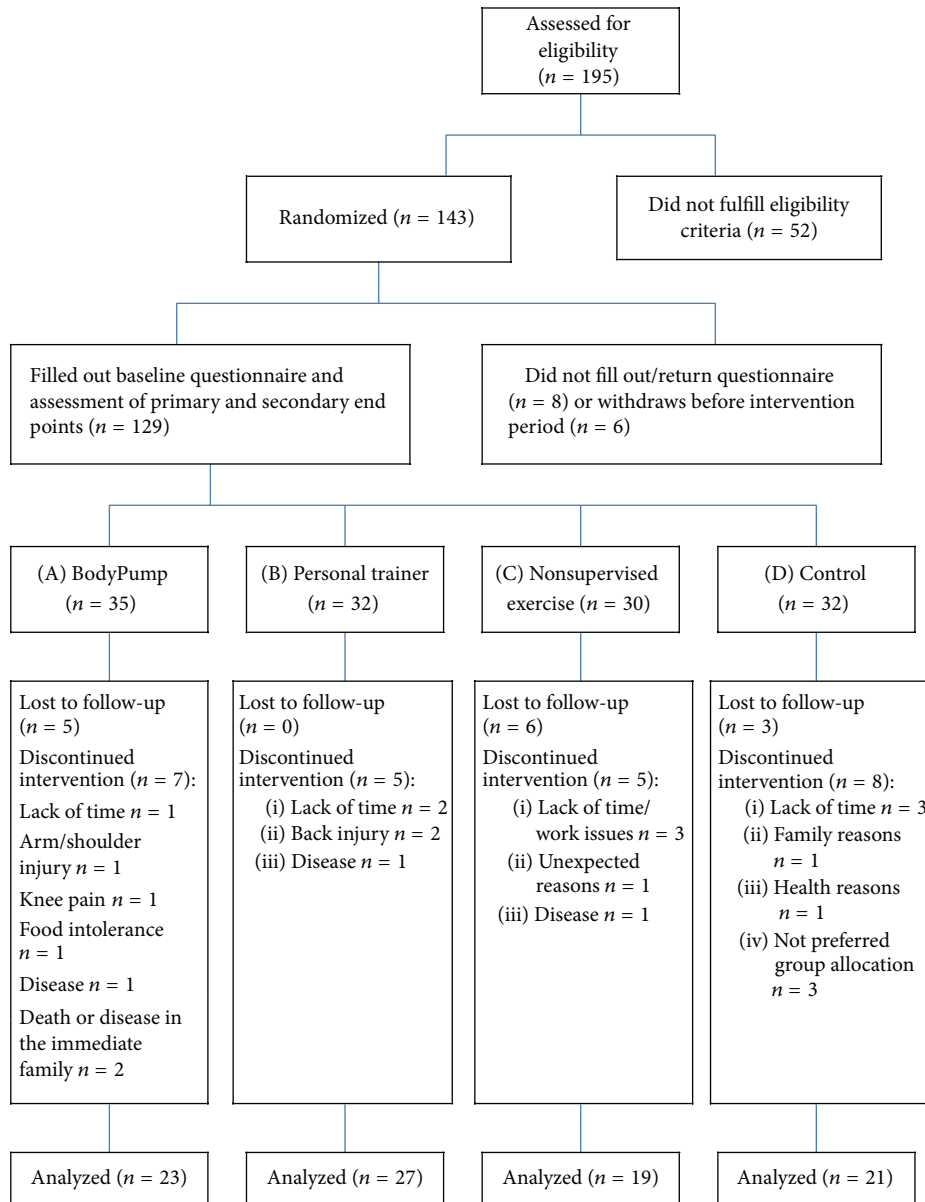 Assessed for
eligibility
(n = 195)
Randomized (n = 143)
Did not fulfill eligibility
criteria (n = 52)
Filled out baseline questionnaire and
assessment of primary and secondary end
points (n = 129)
Did not fill out/return questionnaire
(n = 8) or withdraws before intervention
period (n = 6)
(A) BodyPump
(n = 35)
(B) Personal trainer
(n = 32)
(C) Nonsupervised
exercise (n = 30)
(D) Control
(n = 32)
Lost to follow-up
(n = 5)
Discontinued
intervention (n = 7):
Lack of time n = 1
Arm/shoulder
injury n = 1
Knee pain n = 1
Food intolerance
n = 1
Disease n = 1
Death or disease in
the immediate
family n = 2
Lost to follow-up
(n = 0)
Discontinued
intervention (n = 5):
(i) Lack of time n = 2
(ii) Back injury n = 2
(iii) Disease n = 1
Lost to follow-up
(n = 6)
Discontinued
intervention (n = 5):
(i) Lack of time/
work issues n = 3
(ii) Unexpected
reasons n = 1
(iii) Disease n = 1
Lost to follow-up
(n = 3)
Discontinued
intervention (n = 8):
(i) Lack of time n = 3
(ii) Family reasons
n = 1
(iii) Health reasons
n = 1
(iv) Not preferred
group allocation
n = 3
Analyzed (n = 23)
Analyzed (n = 27)
Analyzed (n = 19)
Analyzed (n = 21)